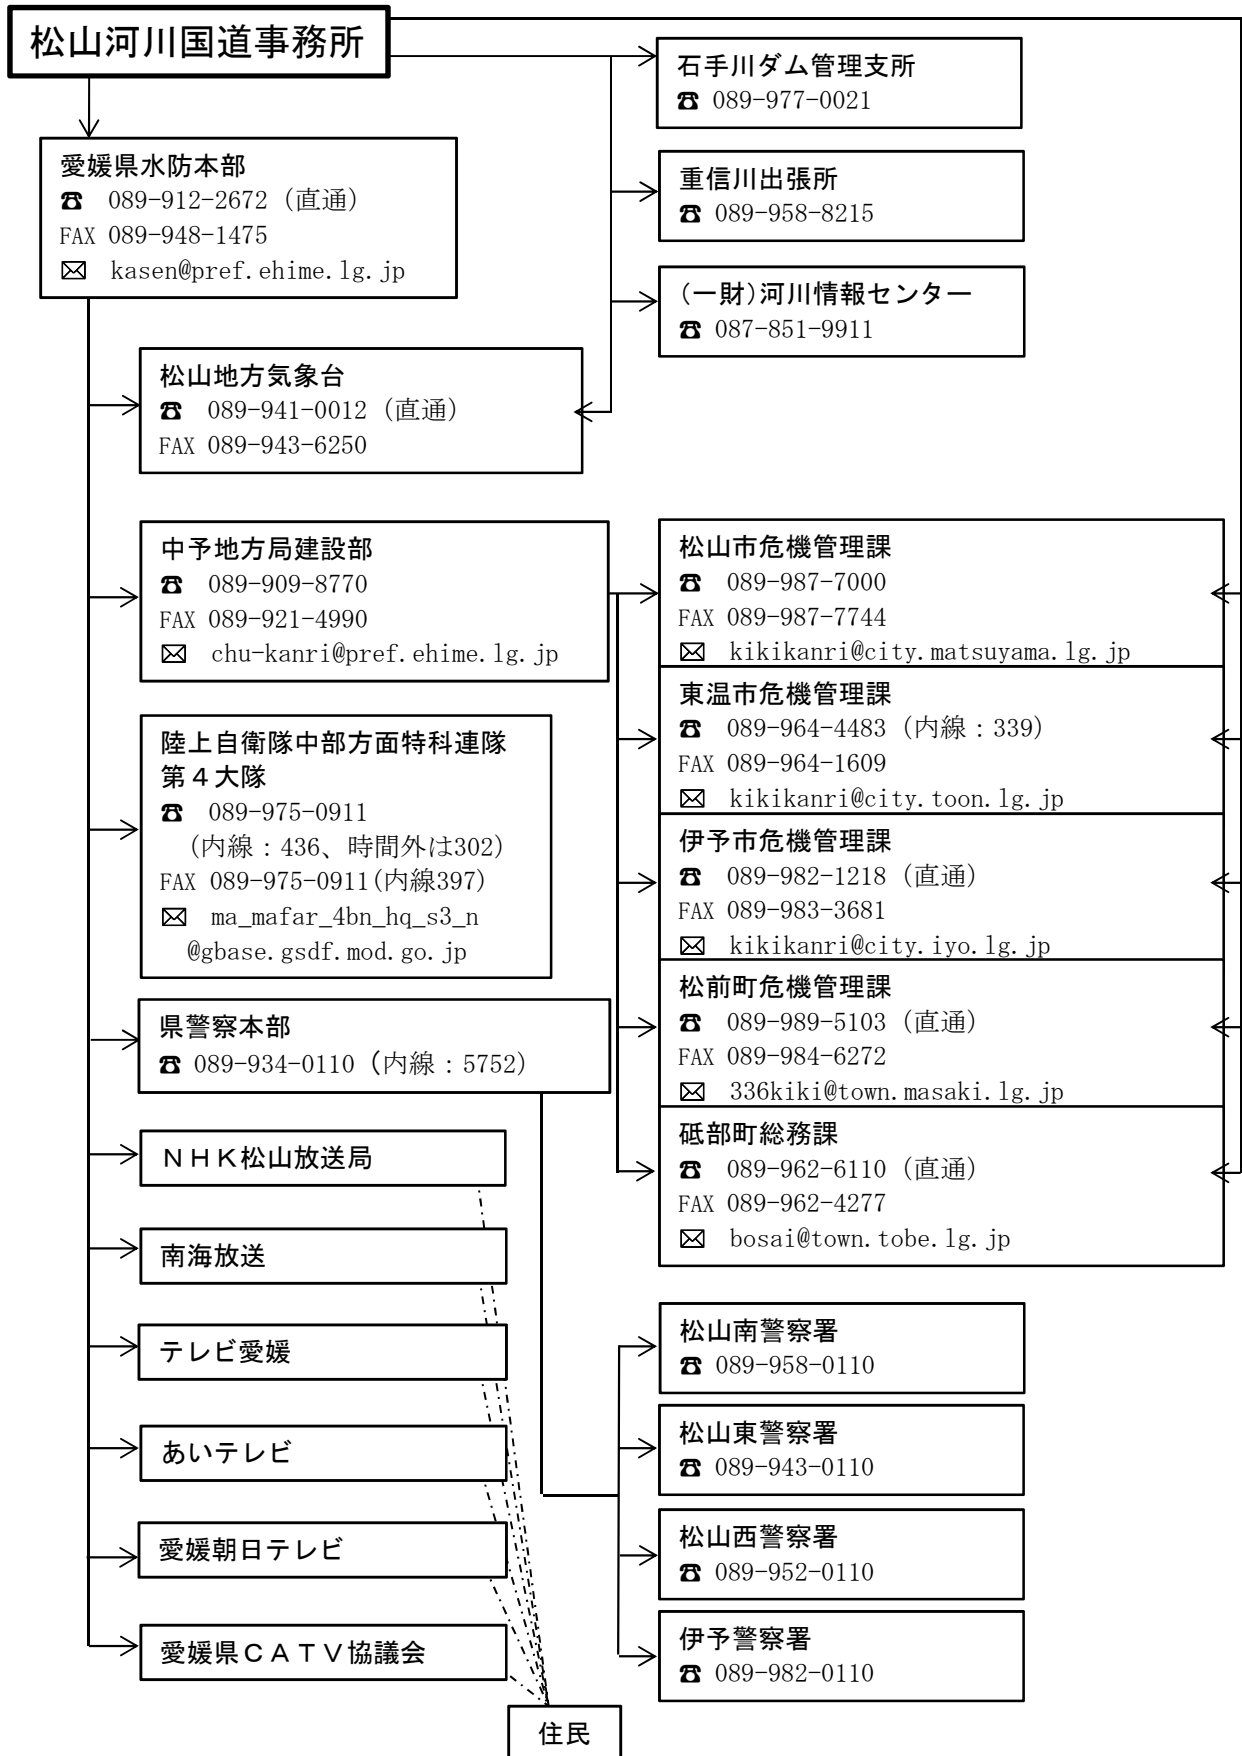 松山河川国道事務所
石手川ダム管理支所
☎ 089-977-0021
愛媛県水防本部
☎ 089-912-2672（直通）
FAX 089-948-1475
✉ kasen@pref.ehime.lg.jp
重信川出張所
☎ 089-958-8215
(一財)河川情報センター
☎ 087-851-9911
松山地方気象台
☎ 089-941-0012（直通）
FAX 089-943-6250
中予地方局建設部
☎ 089-909-8770
FAX 089-921-4990
✉ chu-kanri@pref.ehime.lg.jp
陸上自衛隊中部方面特科連隊
第４大隊
☎ 089-975-0911
（内線：436、時間外は302）
FAX 089-975-0911(内線397)
✉ ma_mafar_4bn_hq_s3_n
@gbase.gsdf.mod.go.jp
県警察本部
☎ 089-934-0110（内線：5752）
松山市危機管理課
☎ 089-987-7000
FAX 089-987-7744
✉ kikikanri@city.matsuyama.lg.jp
東温市危機管理課
☎ 089-964-4483（内線：339）
FAX 089-964-1609
✉ kikikanri@city.toon.lg.jp
伊予市危機管理課
☎ 089-982-1218（直通）
FAX 089-983-3681
✉ kikikanri@city.iyo.lg.jp
松前町危機管理課
☎ 089-989-5103（直通）
FAX 089-984-6272
✉ 336kiki@town.masaki.lg.jp
砥部町総務課
☎ 089-962-6110（直通）
FAX 089-962-4277
✉ bosai@town.tobe.lg.jp
ＮＨＫ松山放送局
南海放送
テレビ愛媛
あいテレビ
愛媛朝日テレビ
愛媛県ＣＡＴＶ協議会
松山南警察署
☎ 089-958-0110
松山東警察署
☎ 089-943-0110
松山西警察署
☎ 089-952-0110
伊予警察署
☎ 089-982-0110
住民